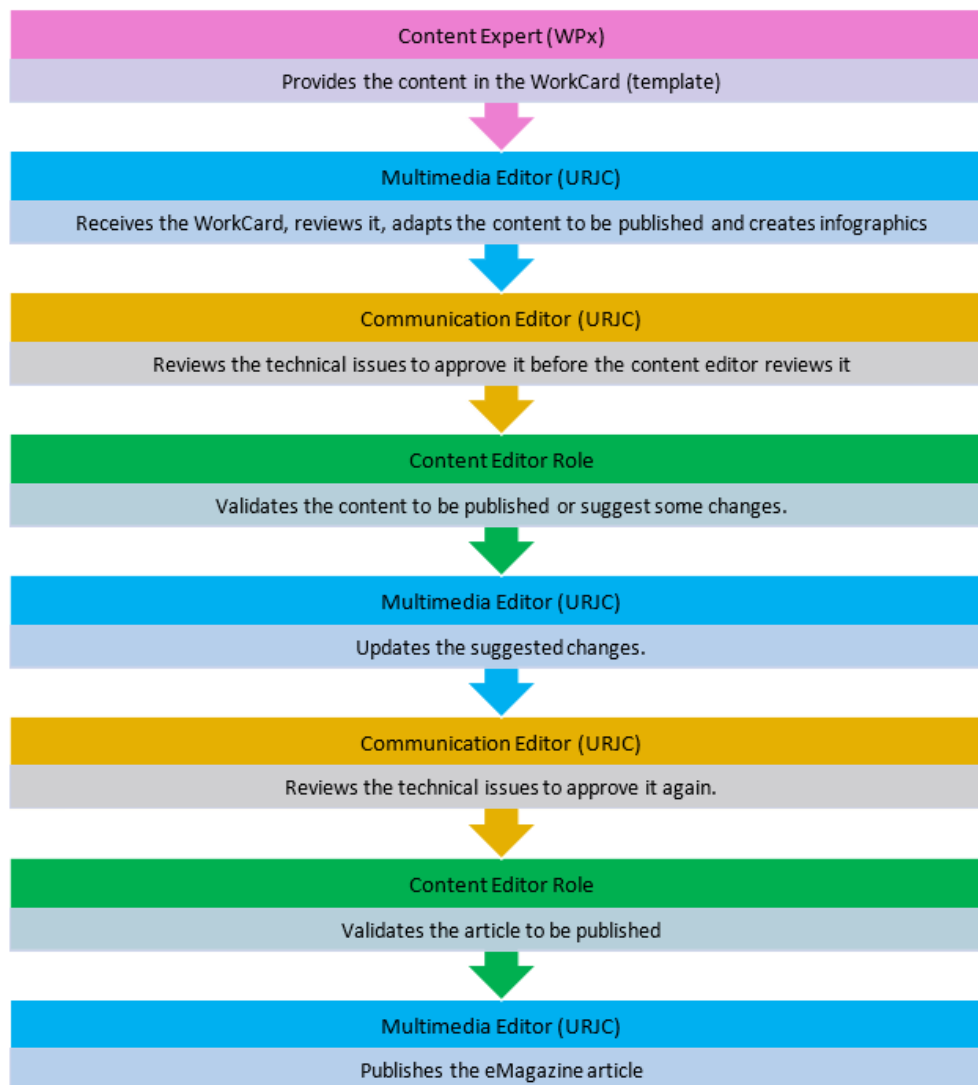 Content Expert (WPx)
Provides the content in the WorkCard (template)
Multimedia Editor (URJC)
Receives the WorkCard, reviews it, adapts the content to be published and creates infographics
Communication Editor (URJC)
Reviews the technical issues to approve it before the content editor reviews it
Content Editor Role
Validates the content to be published or suggest some changes.
Multimedia Editor (URJC)
Updates the suggested changes.
Communication Editor (URJC)
Reviews the technical issues to approve it again.
Content Editor Role
Validates the article to be published
Multimedia Editor (URJC)
Publishes the eMagazine article